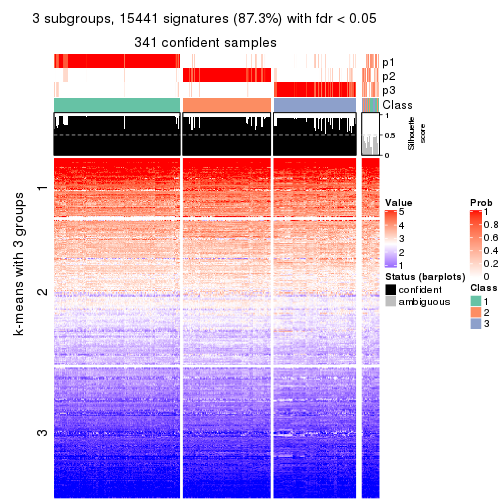 3 subgroups, 15441 signatures (87.3%) with fdr < 0.05
341 confident samples
p1
p2
p3
Class
1
0.5
0
Silhouette
score
k-means with 3 groups
1
2
3
Value
5
4
3
2
1
Status (barplots)
confident
ambiguous
Prob
1
0.8
0.6
0.4
0.2
0
Class
1
2
3